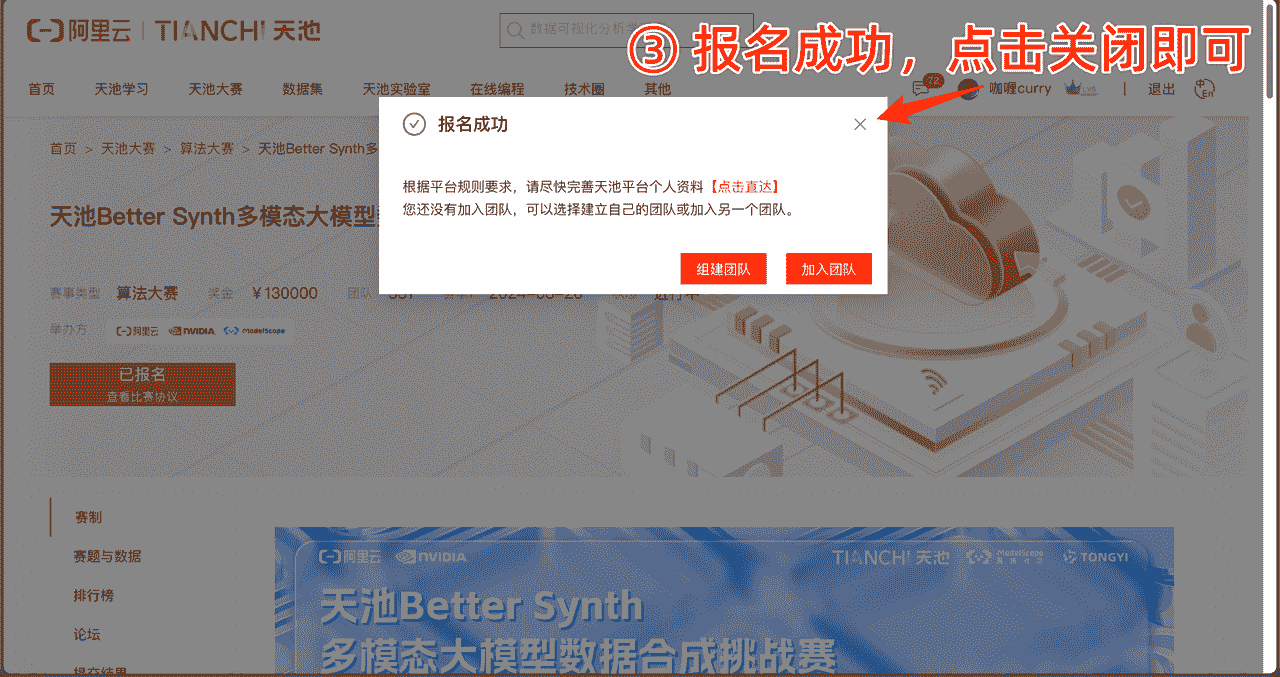 阿里云 | TIANCHI 天池
③ 报名成功，点击关闭即可
首页 天池学习 天池大赛 数据集 天池实验室 在线编程 技术圈 其他 72 咖喱curry | 退出 中 En
报名成功
首页 > 天池大赛 > 算法大赛 > 天池Better Synth多
根据平台规则要求，请尽快完善天池平台个人资料【点击直达】
您还没有加入团队，可以选择建立自己的团队或加入另一个团队。
天池Better Synth多模态大模型
组建团队 加入团队
赛事类型 算法大赛 奖金 ￥130000 团队
举办方 阿里云 NVIDIA ModelScope
已报名
查看比赛协议
赛制
赛题与数据
排行榜
论坛
提交结果
阿里云 NVIDIA TIANCHI 天池 ModelScope TONGYI
天池Better Synth
多模态大模型数据合成挑战赛